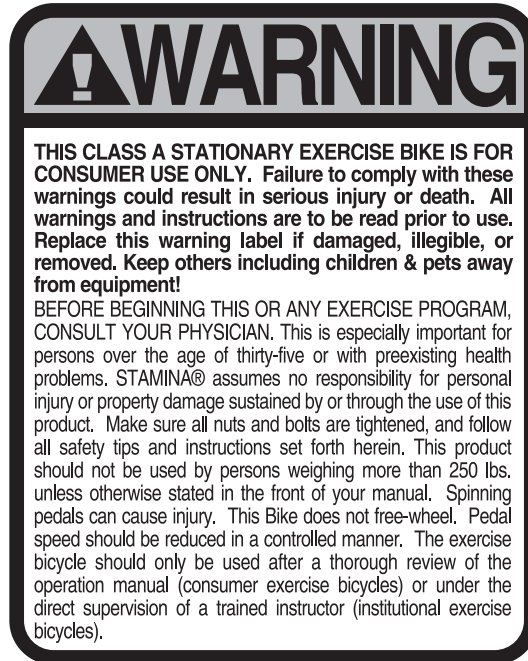 WARNING
THIS CLASS A STATIONARY EXERCISE BIKE IS FOR
CONSUMER USE ONLY. Failure to comply with these
warnings could result in serious injury or death. All
warnings and instructions are to be read prior to use.
Replace this warning label if damaged, illegible, or
removed. Keep others including children & pets away
from equipment!
BEFORE BEGINNING THIS OR ANY EXERCISE PROGRAM,
CONSULT YOUR PHYSICIAN. This is especially important for
persons over the age of thirty-five or with preexisting health
problems. STAMINA® assumes no responsibility for personal
injury or property damage sustained by or through the use of this
product. Make sure all nuts and bolts are tightened, and follow
all safety tips and instructions set forth herein. This product
should not be used by persons weighing more than 250 lbs.
unless otherwise stated in the front of your manual. Spinning
pedals can cause injury. This Bike does not free-wheel. Pedal
speed should be reduced in a controlled manner. The exercise
bicycle should only be used after a thorough review of the
operation manual (consumer exercise bicycles) or under the
direct supervision of a trained instructor (institutional exercise
bicycles).